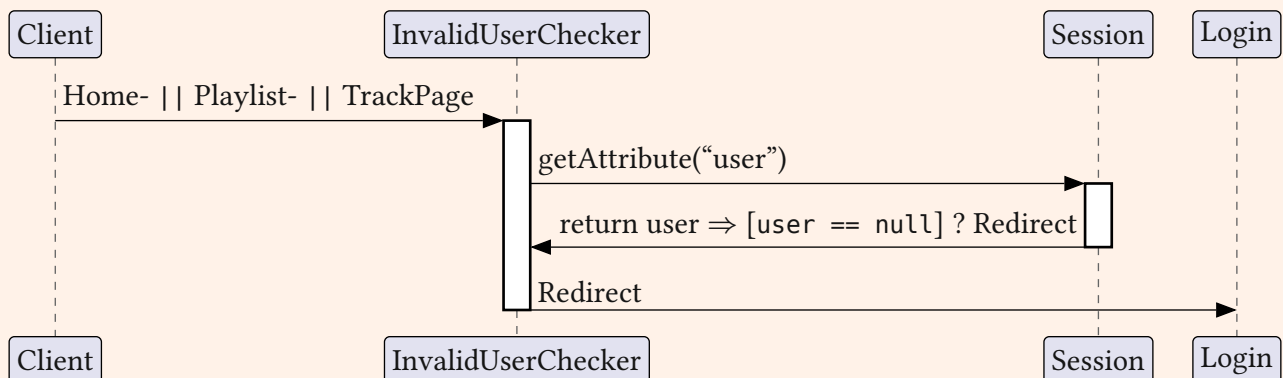 Client InvalidUserChecker Session Login
Home- || Playlist- || TrackPage
getAttribute(“user”)
return user ⇒ [user == null] ? Redirect
Redirect
Client InvalidUserChecker Session Login